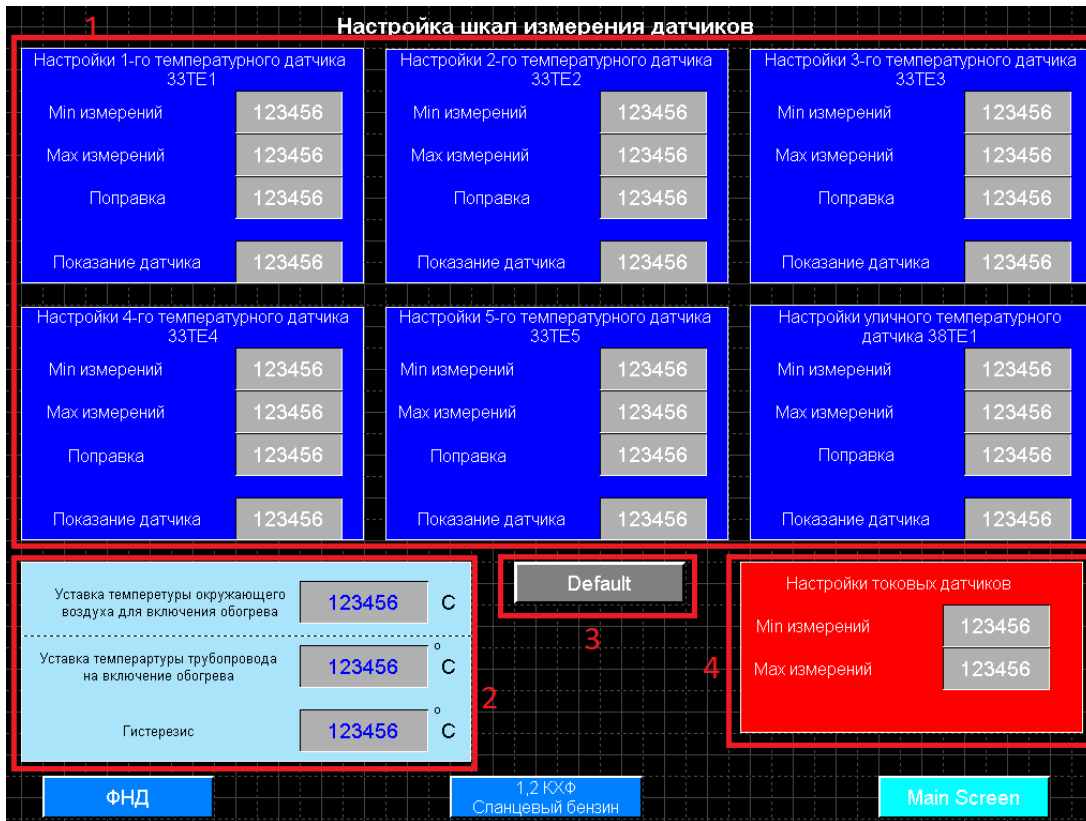 1
Настройка шкал измерения датчиков
Настройки 1-го температурного датчика
33TE1
Min измерений 123456
Max измерений 123456
Поправка 123456
Показание датчика 123456
Настройки 2-го температурного датчика
33TE2
Min измерений 123456
Max измерений 123456
Поправка 123456
Показание датчика 123456
Настройки 3-го температурного датчика
33TE3
Min измерений 123456
Max измерений 123456
Поправка 123456
Показание датчика 123456
Настройки 4-го температурного датчика
33TE4
Min измерений 123456
Max измерений 123456
Поправка 123456
Показание датчика 123456
Настройки 5-го температурного датчика
33TE5
Min измерений 123456
Max измерений 123456
Поправка 123456
Показание датчика 123456
Настройки уличного температурного
датчика 38TE1
Min измерений 123456
Max измерений 123456
Поправка 123456
Показание датчика 123456
Уставка темперетуры окружающего
воздуха для включения обогрева
123456 C
Уставка темперартуры трубопровода
на включение обогрева
123456 °C
Гистерезис 123456 °C
2
Default
3
4
Настройки токовых датчиков
Min измерений 123456
Max измерений 123456
ФНД
1,2 КХФ
Спанцевый бензин
Main Screen